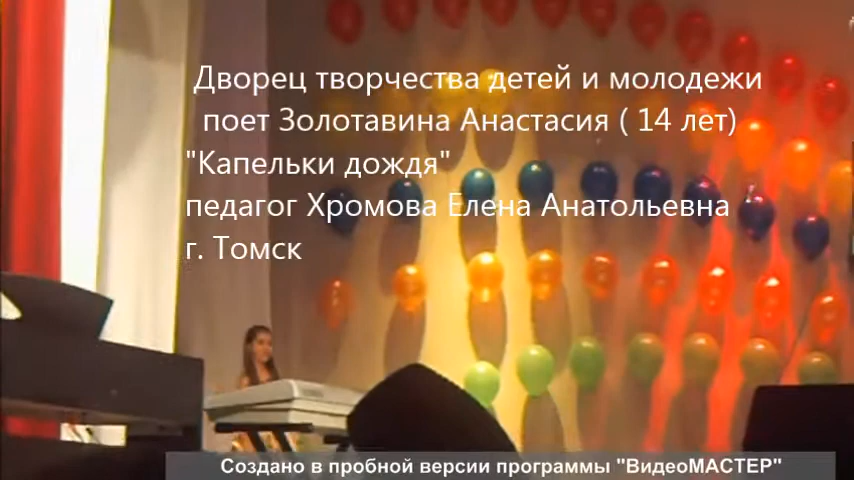 Дворец творчества детей и молодежи
поет Золотавина Анастасия ( 14 лет)
"Капельки дождя"
педагог Хромова Елена Анатольевна
г. Томск
Создано в пробной версии программы "ВидеоМАСТЕР"